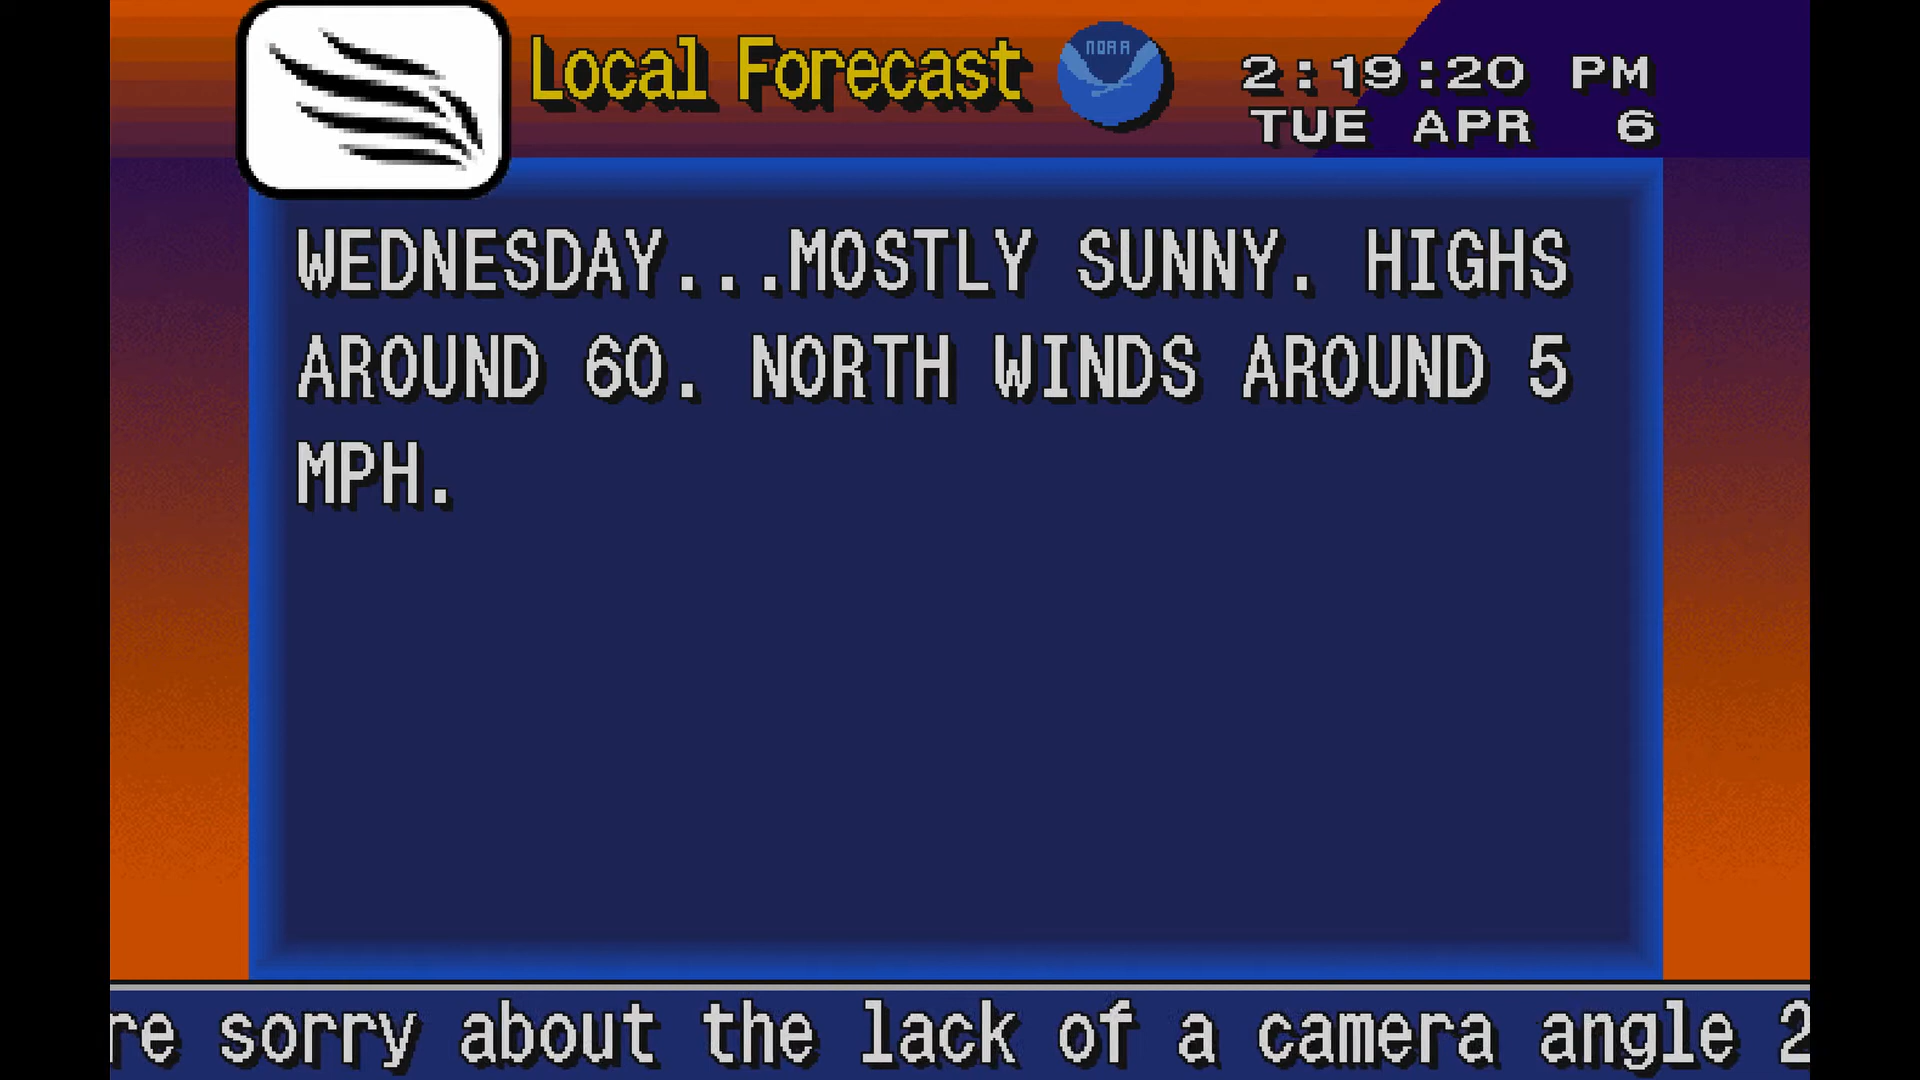 Local Forecast
NOAA
2:19:20 PM
TUE APR 6
WEDNESDAY...MOSTLY SUNNY. HIGHS
AROUND 60. NORTH WINDS AROUND 5
MPH.
re sorry about the lack of a camera angle 2